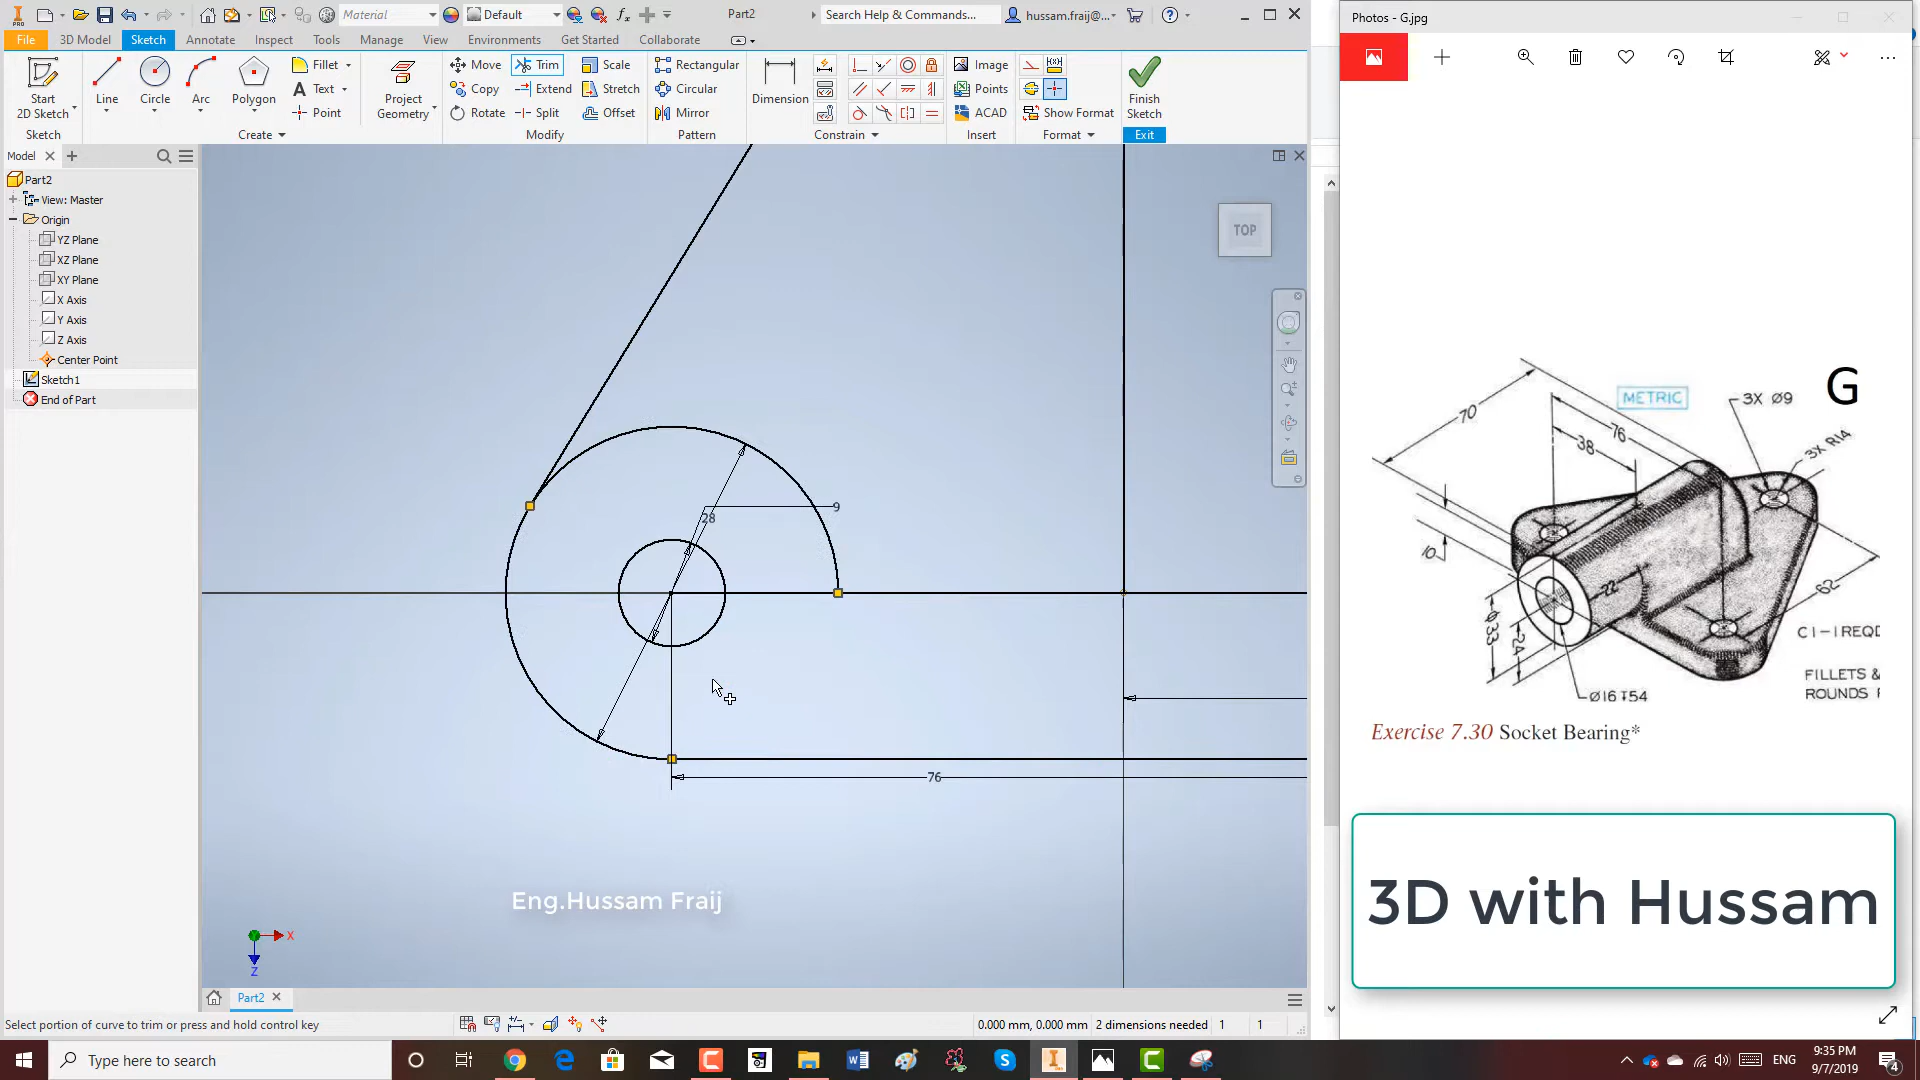 Material
Default
Part2
Search Help & Commands...
hussam.fraij@...
File
3D Model
Sketch
Annotate
Inspect
Tools
Manage
View
Environments
Get Started
Collaborate
Start
2D Sketch
Line
Circle
Arc
Polygon
Fillet
Text
Point
Project
Geometry
Move
Copy
Rotate
Trim
Extend
Split
Scale
Stretch
Offset
Rectangular
Circular
Mirror
Dimension
Image
Points
ACAD
Show Format
Finish
Sketch
Sketch
Create
Modify
Pattern
Constrain
Insert
Format
Exit
Model
Part2
View: Master
Origin
YZ Plane
XZ Plane
XY Plane
X Axis
Y Axis
Z Axis
Center Point
Sketch1
End of Part
TOP
9
28
76
X
Z
Eng.Hussam Fraij
Part2
Select portion of curve to trim or press and hold control key
0.000 mm, 0.000 mm
2 dimensions needed
1
1
Photos - G.jpg
G
METRIC
3X Ø9
3X R14
70
76
38
10
22
62
Ø33
24
C1-1REQD
FILLETS &
ROUNDS
Ø16↧54
Exercise 7.30 Socket Bearing*
3D with Hussam
Type here to search
ENG
9:35 PM
9/7/2019
4